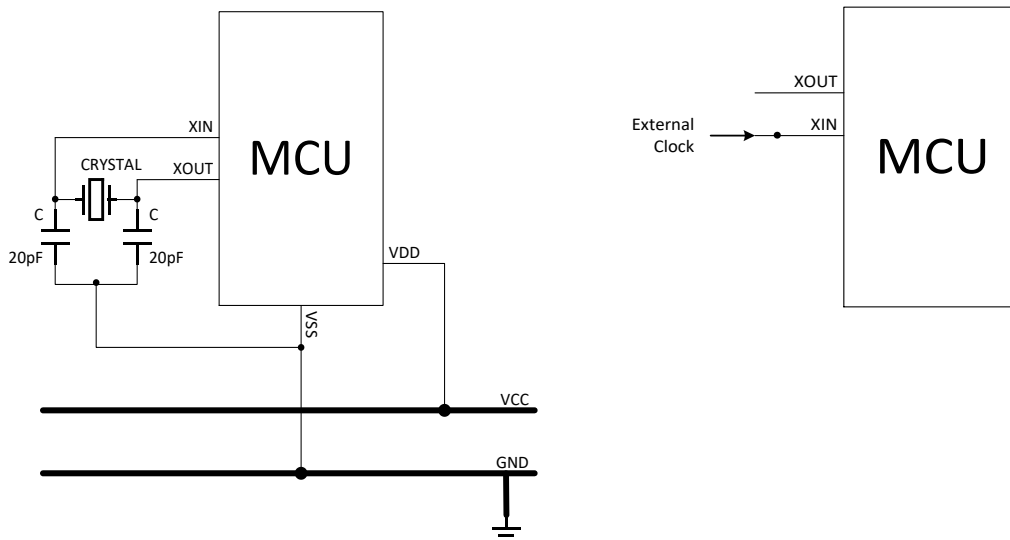 XIN
CRYSTAL
XOUT
MCU
C
C
20pF
20pF
VDD
VSS
VCC
GND
XOUT
External
Clock
XIN
MCU